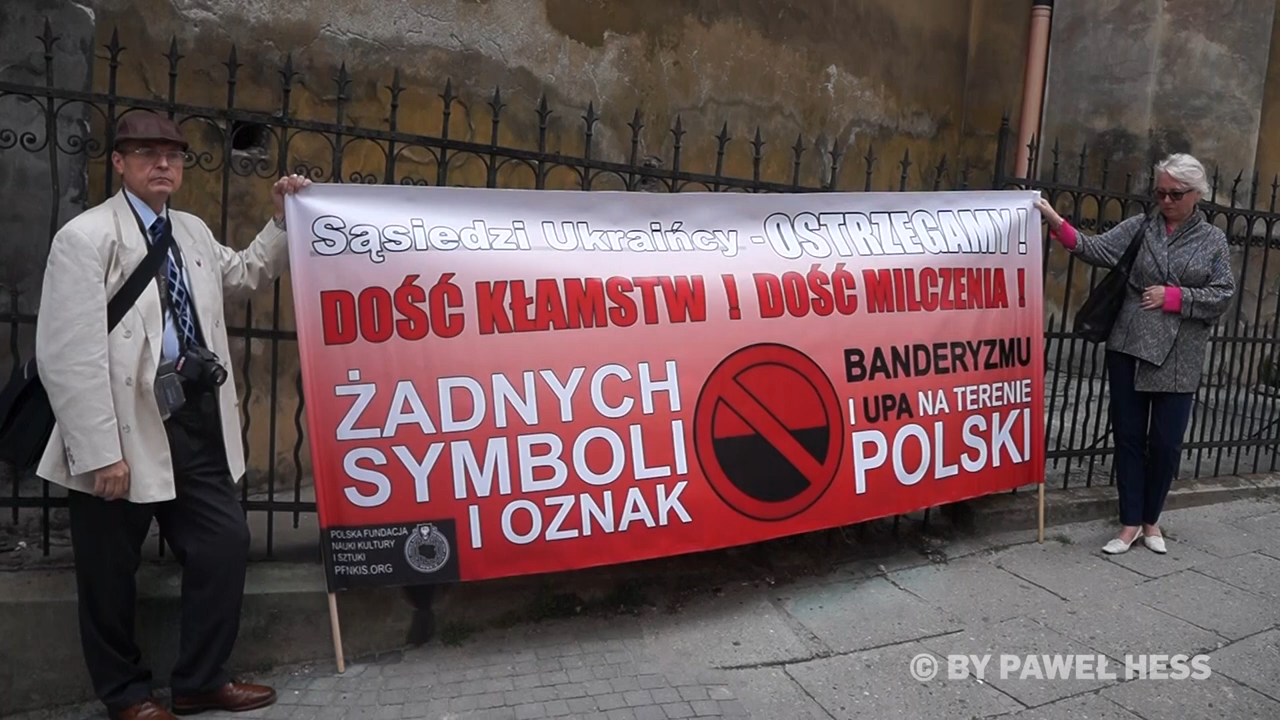 Sąsiedzi Ukraińcy - OSTRZEGAMY!
DOŚĆ KŁAMSTW ! DOŚĆ MILCZENIA !
ŻADNYCH
SYMBOLI
I OZNAK
BANDERYZMU
I UPA NA TERENIE
POLSKI
POLSKA FUNDACJA
NAUKI KULTURY
I SZTUKI
PFNKIS.ORG
© BY PAWEŁ HESS